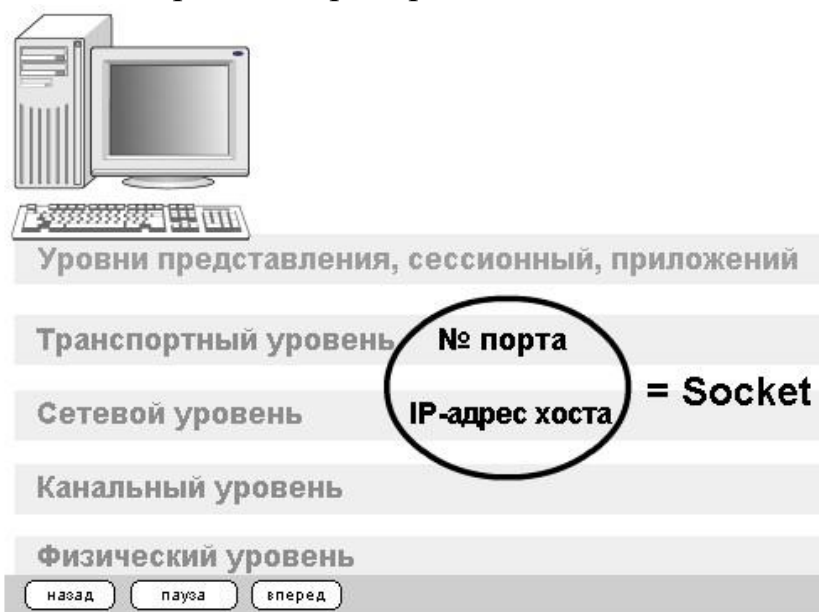 Уровни представления, сессионный, приложений
Транспортный уровень № порта
= Socket
Сетевой уровень IP-адрес хоста
Канальный уровень
Физический уровень
назад пауза вперед